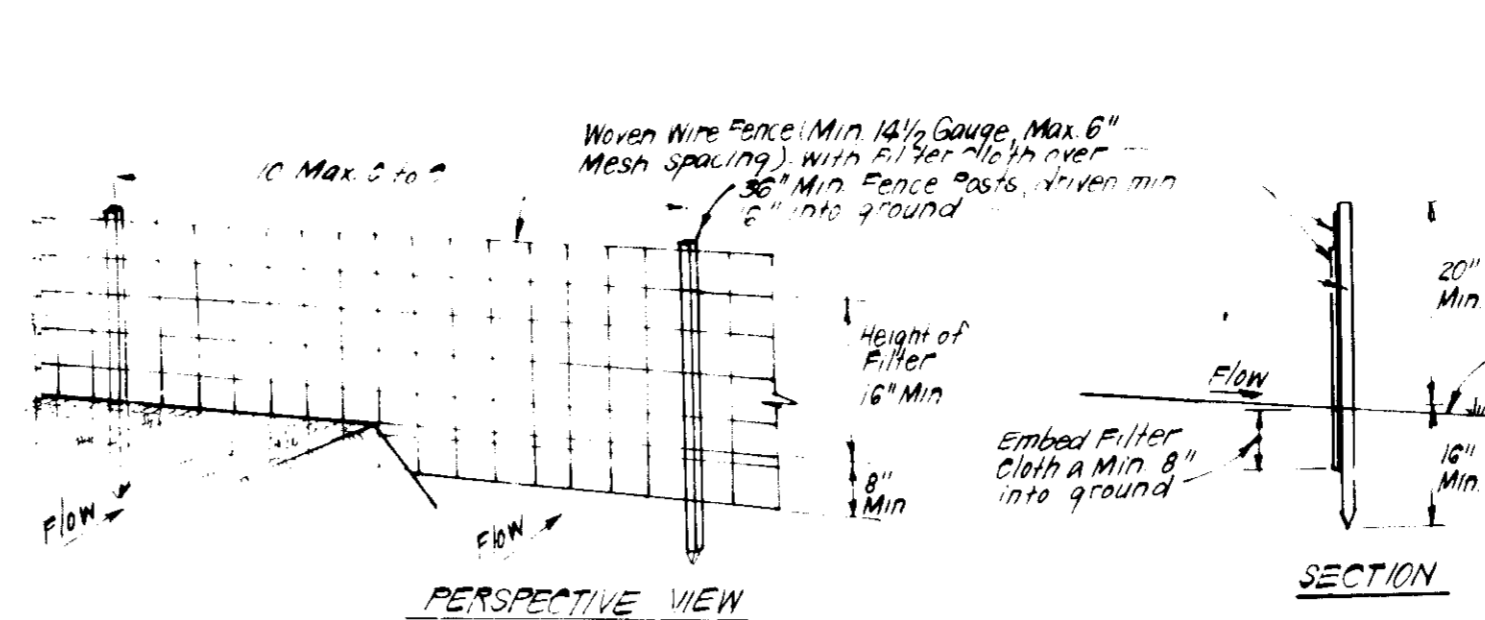 Woven Wire Fence (Min. 14½ Gauge, Max. 6"
Mesh spacing) with Filter Cloth over
36" Min. Fence Posts, driven min
6" into ground
Max.
Height of
Filter
16" Min
8"
Min
Flow
Flow
PERSPECTIVE VIEW
20"
Min.
Flow
Embed Filter
Cloth a Min. 8"
into ground
16"
Min.
SECTION